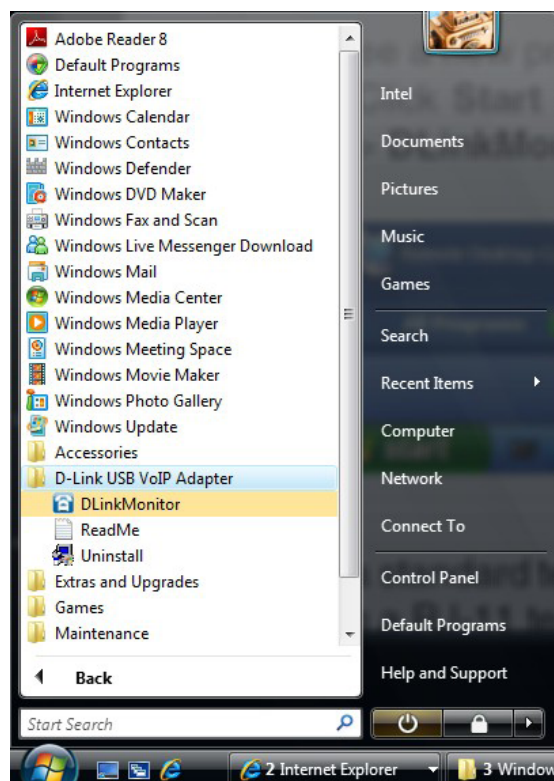 Adobe Reader 8
Default Programs
Internet Explorer
Windows Calendar
Windows Contacts
Windows Defender
Windows DVD Maker
Windows Fax and Scan
Windows Live Messenger Download
Windows Mail
Windows Media Center
Windows Media Player
Windows Meeting Space
Windows Movie Maker
Windows Photo Gallery
Windows Update
Accessories
D-Link USB VoIP Adapter
DLinkMonitor
ReadMe
Uninstall
Extras and Upgrades
Games
Maintenance
Back
Start Search
Intel
Documents
Pictures
Music
Games
Search
Recent Items
Computer
Network
Connect To
Control Panel
Default Programs
Help and Support
2 Internet Explorer
3 Window